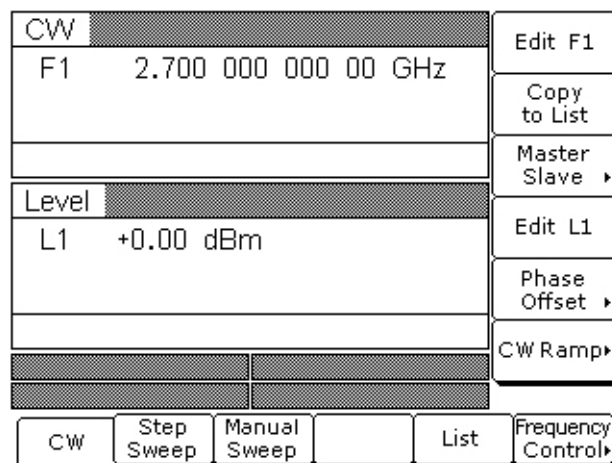 CW
F1 2.700 000 000 00 GHz
Level
L1 +0.00 dBm
Edit F1
Copy
to List
Master
Slave
Edit L1
Phase
Offset
CW Ramp
CW
Step
Sweep
Manual
Sweep
List
Frequency
Control